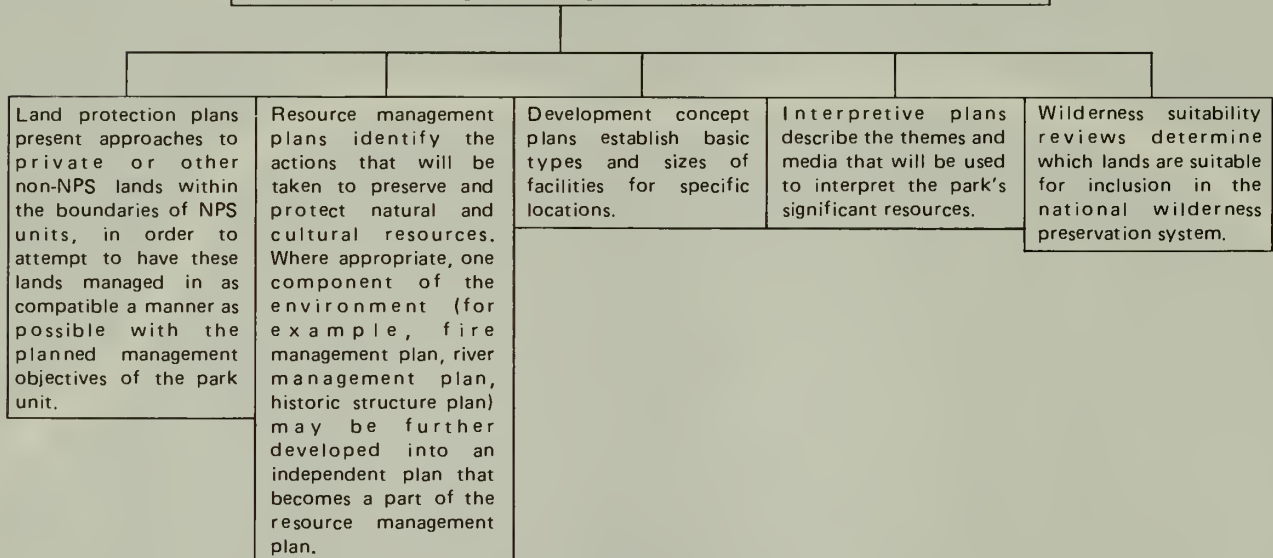 Land protection plans
present approaches to
private or other
non-NPS lands within
the boundaries of NPS
units, in order to
attempt to have these
lands managed in as
compatible a manner as
possible with the
planned management
objectives of the park
unit.
Resource management
plans identify the
actions that will be
taken to preserve and
protect natural and
cultural resources.
Where appropriate, one
component of the
environment (for
example, fire
management plan, river
management plan,
historic structure plan)
may be further
developed into an
independent plan that
becomes a part of the
resource management
plan.
Development concept
plans establish basic
types and sizes of
facilities for specific
locations.
Interpretive plans
describe the themes and
media that will be used
to interpret the park's
significant resources.
Wilderness suitability
reviews determine
which lands are suitable
for inclusion in the
national wilderness
preservation system.